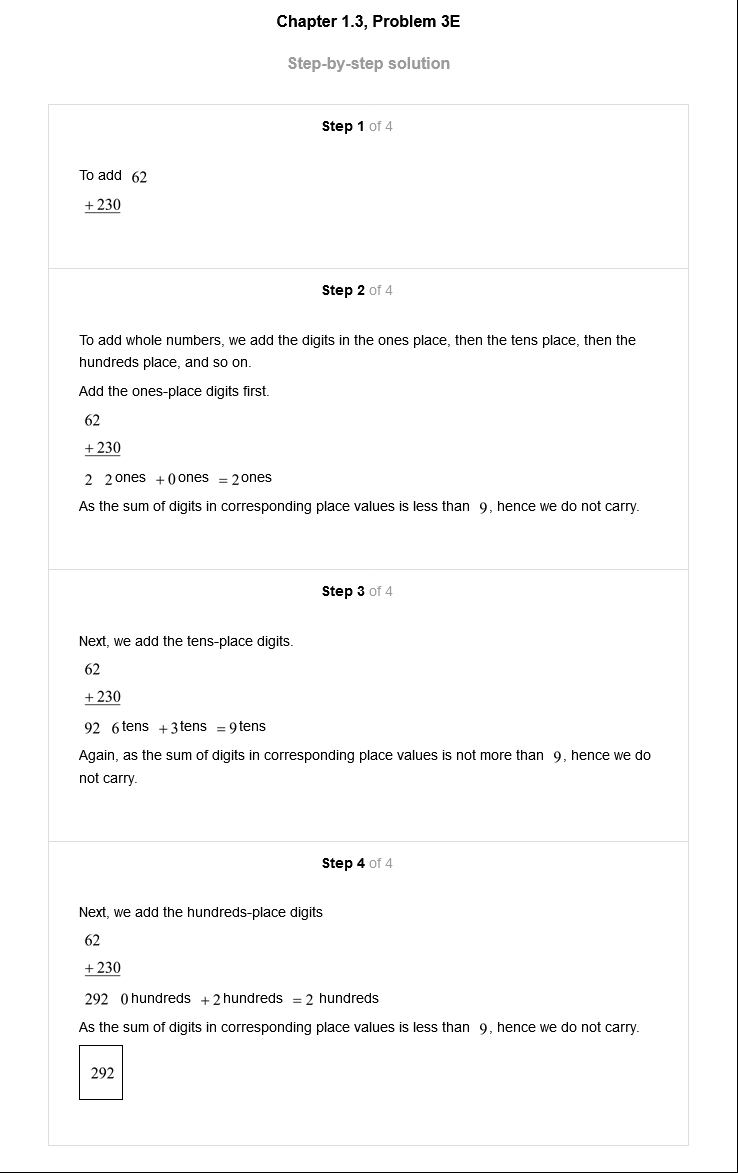 Chapter 1.3, Problem 3E
Step-by-step solution
Step 1 of 4
To add 62
+ 230
Step 2 of 4
To add whole numbers, we add the digits in the ones place, then the tens place, then the
hundreds place, and so on.
Add the ones-place digits first.
62
+ 230
2 2 ones + 0 ones = 2 ones
As the sum of digits in corresponding place values is less than 9, hence we do not carry.
Step 3 of 4
Next, we add the tens-place digits.
62
+ 230
92 6 tens + 3 tens = 9 tens
Again, as the sum of digits in corresponding place values is not more than 9, hence we do
not carry.
Step 4 of 4
Next, we add the hundreds-place digits
62
+ 230
292 0 hundreds + 2 hundreds = 2 hundreds
As the sum of digits in corresponding place values is less than 9, hence we do not carry.
292